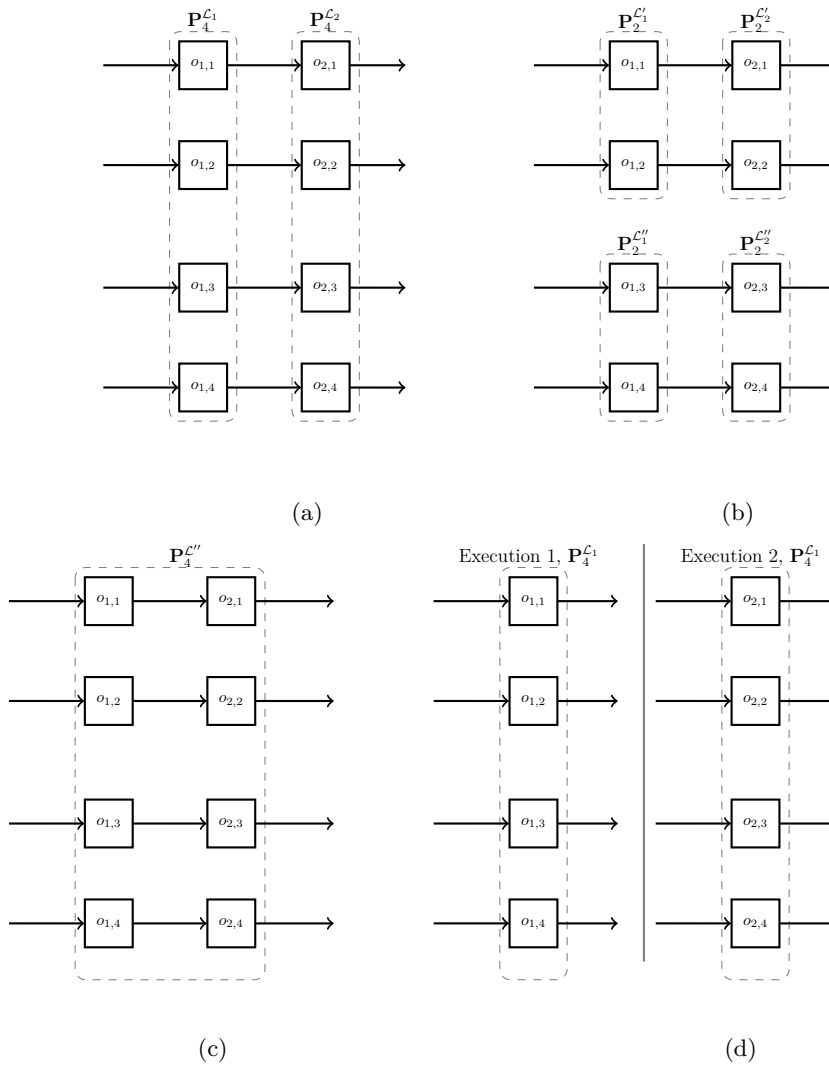 P_4^{ℒ_1} P_4^{ℒ_2}
o_{1,1} o_{2,1}
o_{1,2} o_{2,2}
o_{1,3} o_{2,3}
o_{1,4} o_{2,4}
(a)
P_2^{ℒ'_1} P_2^{ℒ'_2}
o_{1,1} o_{2,1}
o_{1,2} o_{2,2}
P_2^{ℒ''_1} P_2^{ℒ''_2}
o_{1,3} o_{2,3}
o_{1,4} o_{2,4}
(b)
P_4^{ℒ''}
o_{1,1} o_{2,1}
o_{1,2} o_{2,2}
o_{1,3} o_{2,3}
o_{1,4} o_{2,4}
(c)
Execution 1, P_4^{ℒ_1} Execution 2, P_4^{ℒ_1}
o_{1,1} o_{2,1}
o_{1,2} o_{2,2}
o_{1,3} o_{2,3}
o_{1,4} o_{2,4}
(d)